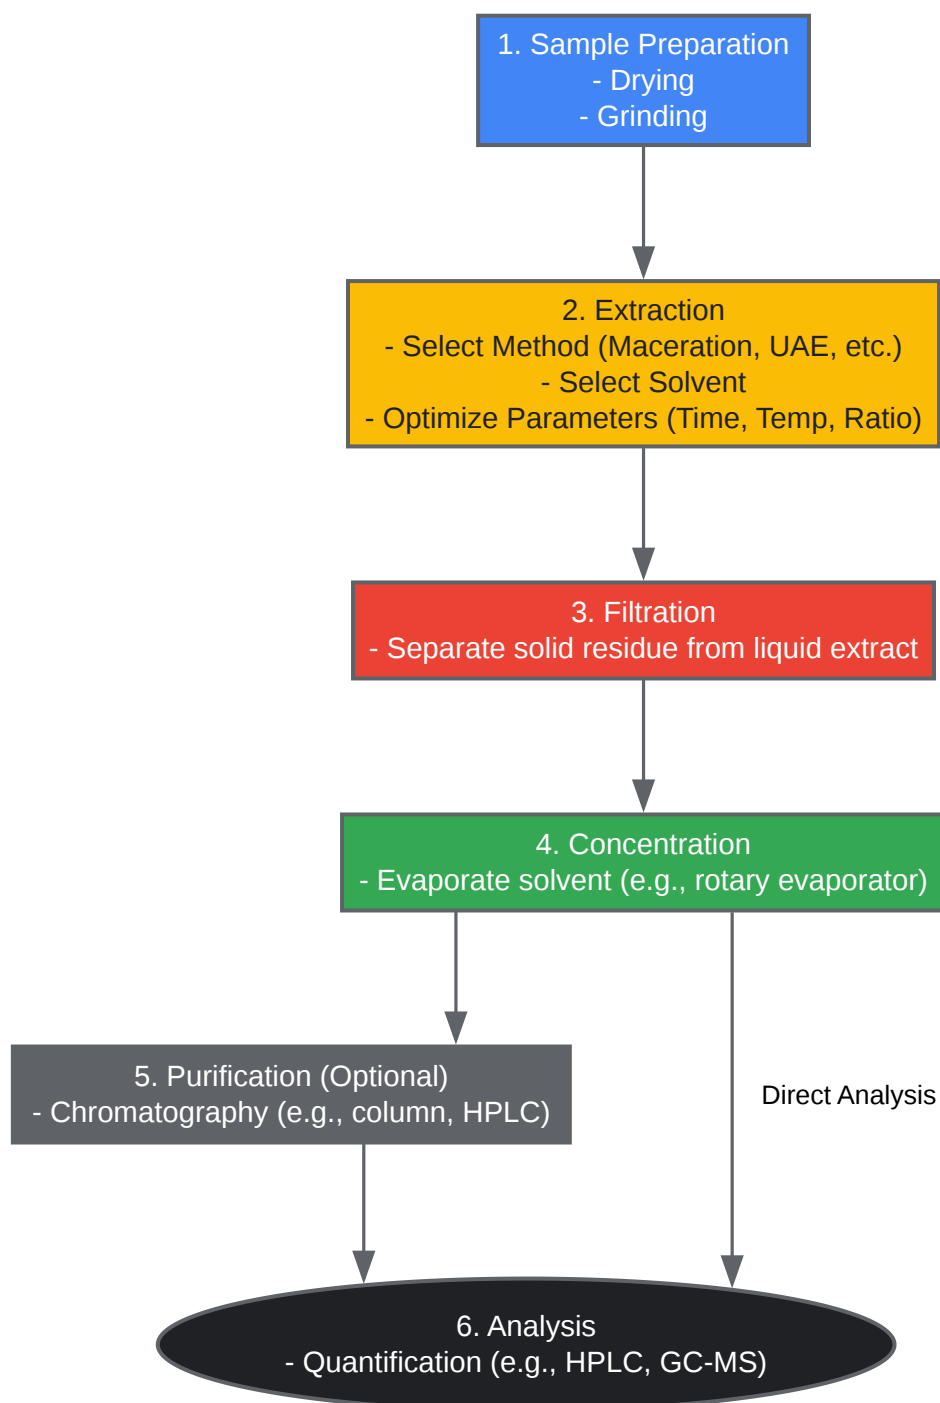 1. Sample Preparation
- Drying
- Grinding
2. Extraction
- Select Method (Maceration, UAE, etc.)
- Select Solvent
- Optimize Parameters (Time, Temp, Ratio)
3. Filtration
- Separate solid residue from liquid extract
4. Concentration
- Evaporate solvent (e.g., rotary evaporator)
5. Purification (Optional)
- Chromatography (e.g., column, HPLC)
Direct Analysis
6. Analysis
- Quantification (e.g., HPLC, GC-MS)